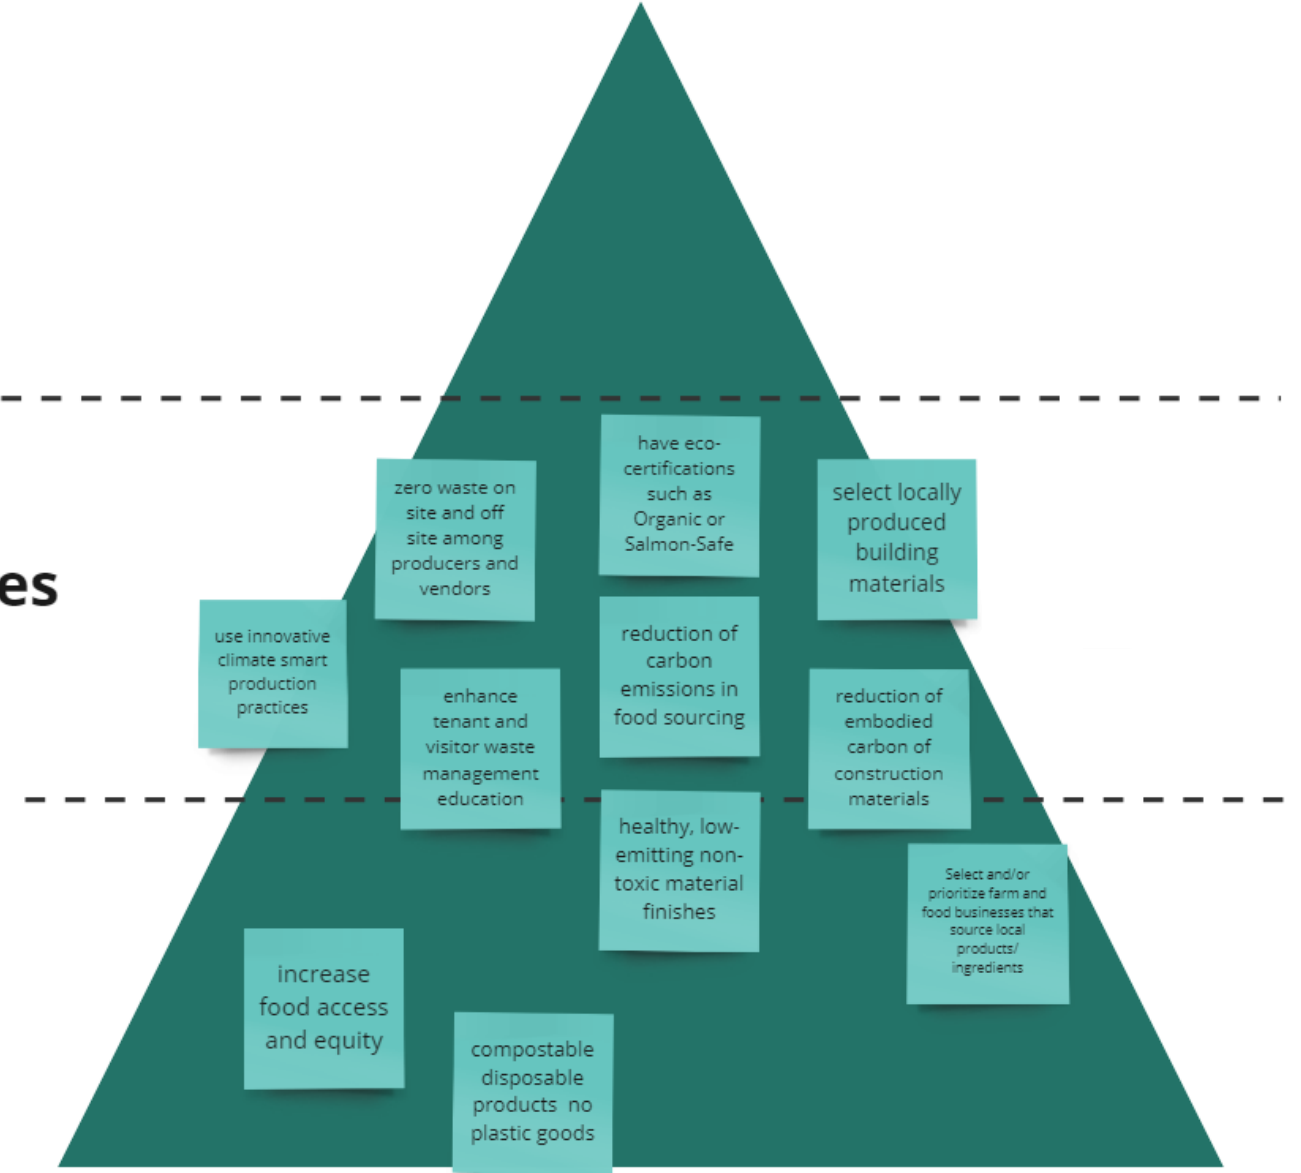 have eco-
certifications
such as
Organic or
Salmon-Safe
zero waste on
site and off
site among
producers and
vendors
select locally
produced
building
materials
es
use innovative
climate smart
production
practices
reduction of
carbon
emissions in
food sourcing
enhance
tenant and
visitor waste
management
education
reduction of
embodied
carbon of
construction
materials
healthy, low-
emitting non-
toxic material
finishes
Select and/or
prioritize farm and
food businesses that
source local
products/
ingredients
increase
food access
and equity
compostable
disposable
products  no
plastic goods